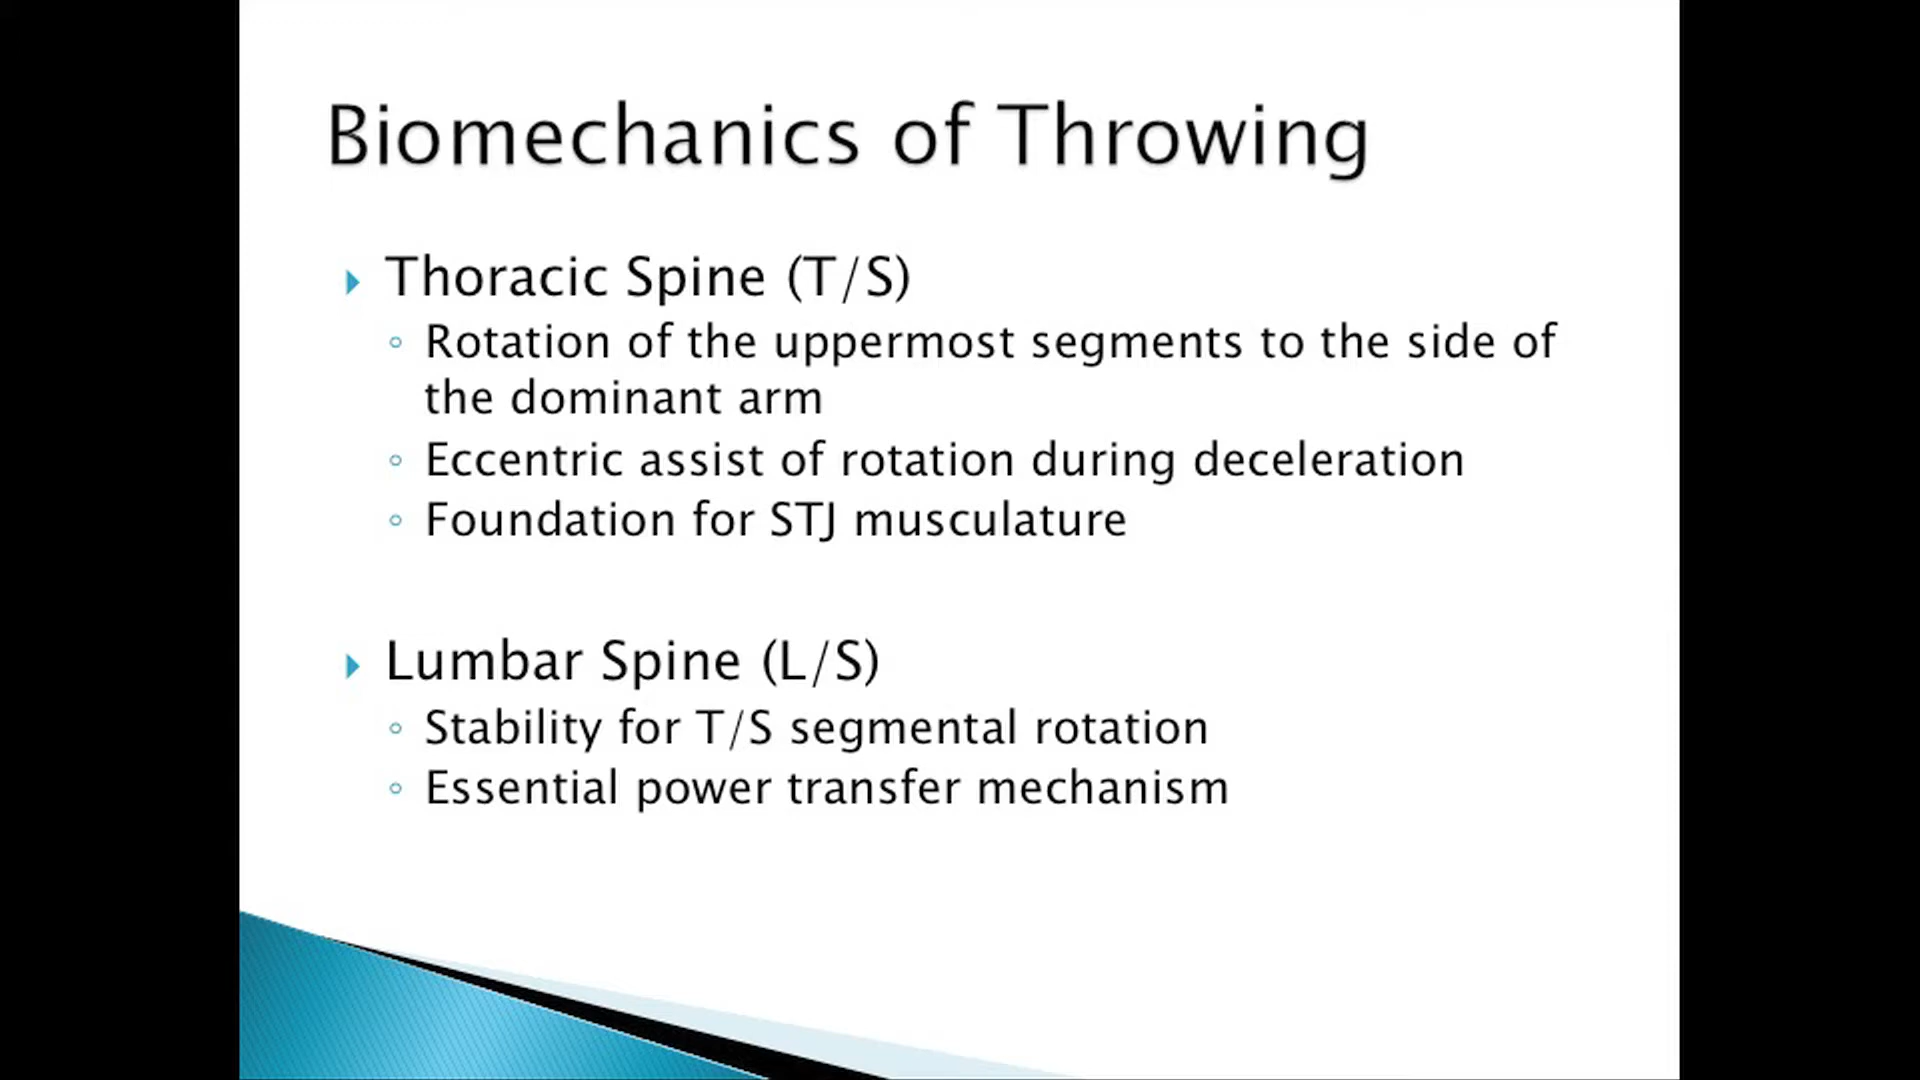 Biomechanics of Throwing
Thoracic Spine (T/S)
Rotation of the uppermost segments to the side of
the dominant arm
Eccentric assist of rotation during deceleration
Foundation for STJ musculature
Lumbar Spine (L/S)
Stability for T/S segmental rotation
Essential power transfer mechanism